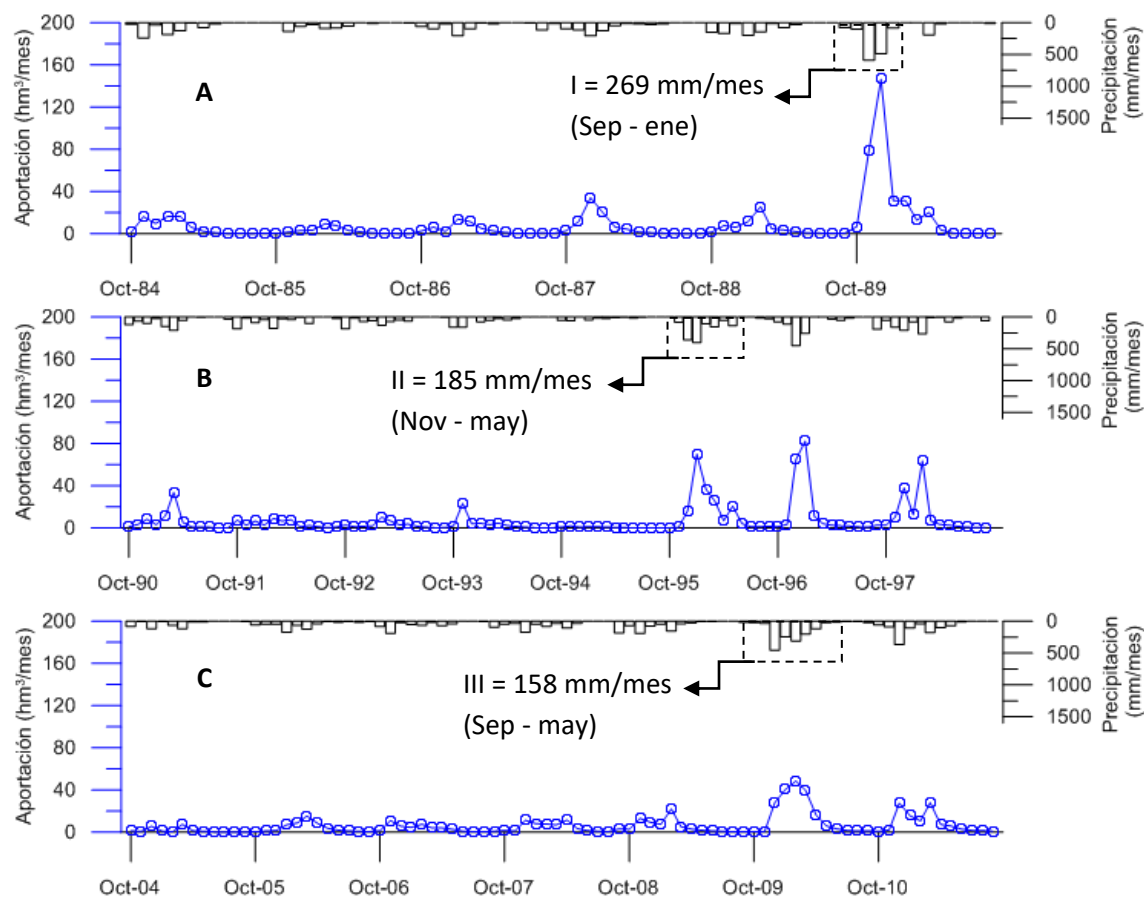 200
160
120
80
40
0
Aportación (hm³/mes)
A
I = 269 mm/mes
(Sep - ene)
0
500
1000
1500
Precipitación
(mm/mes)
Oct-84 Oct-85 Oct-86 Oct-87 Oct-88 Oct-89
200
160
120
80
40
0
Aportación (hm³/mes)
B
II = 185 mm/mes
(Nov - may)
0
500
1000
1500
Precipitación
(mm/mes)
Oct-90 Oct-91 Oct-92 Oct-93 Oct-94 Oct-95 Oct-96 Oct-97
200
160
120
80
40
0
Aportación (hm³/mes)
C
III = 158 mm/mes
(Sep - may)
0
500
1000
1500
Precipitación
(mm/mes)
Oct-04 Oct-05 Oct-06 Oct-07 Oct-08 Oct-09 Oct-10